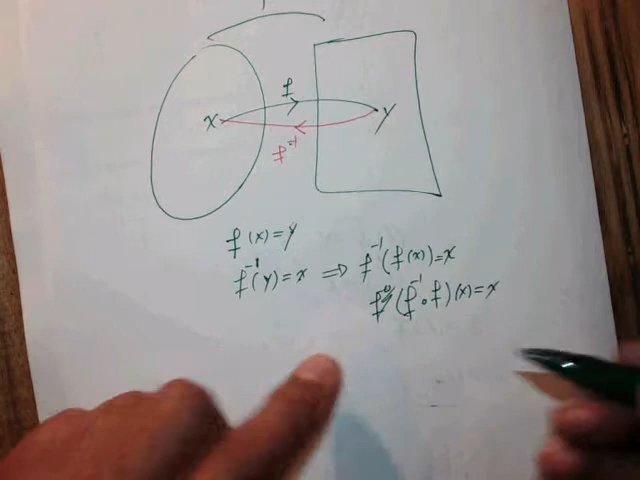 f
x y
f⁻¹
f(x)=y
f⁻¹(y)=x ⇒ f⁻¹(f(x)=x
(f⁻¹∘f)(x)=x